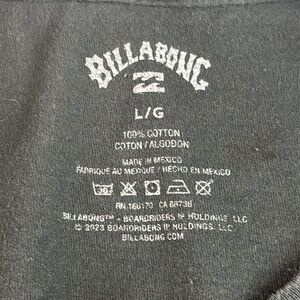 BILLABONG
L/G
100% COTTON
COTON / ALGODON
MADE IN MEXICO
FABRIQUÉ AU MEXIQUE / HECHO EN MEXICO
RN 166170 CA 88738
BILLABONG™ - BOARDRIDERS IP HOLDINGS, LLC
© 2023 BOARDRIDERS IP HOLDINGS, LLC
BILLABONG.COM